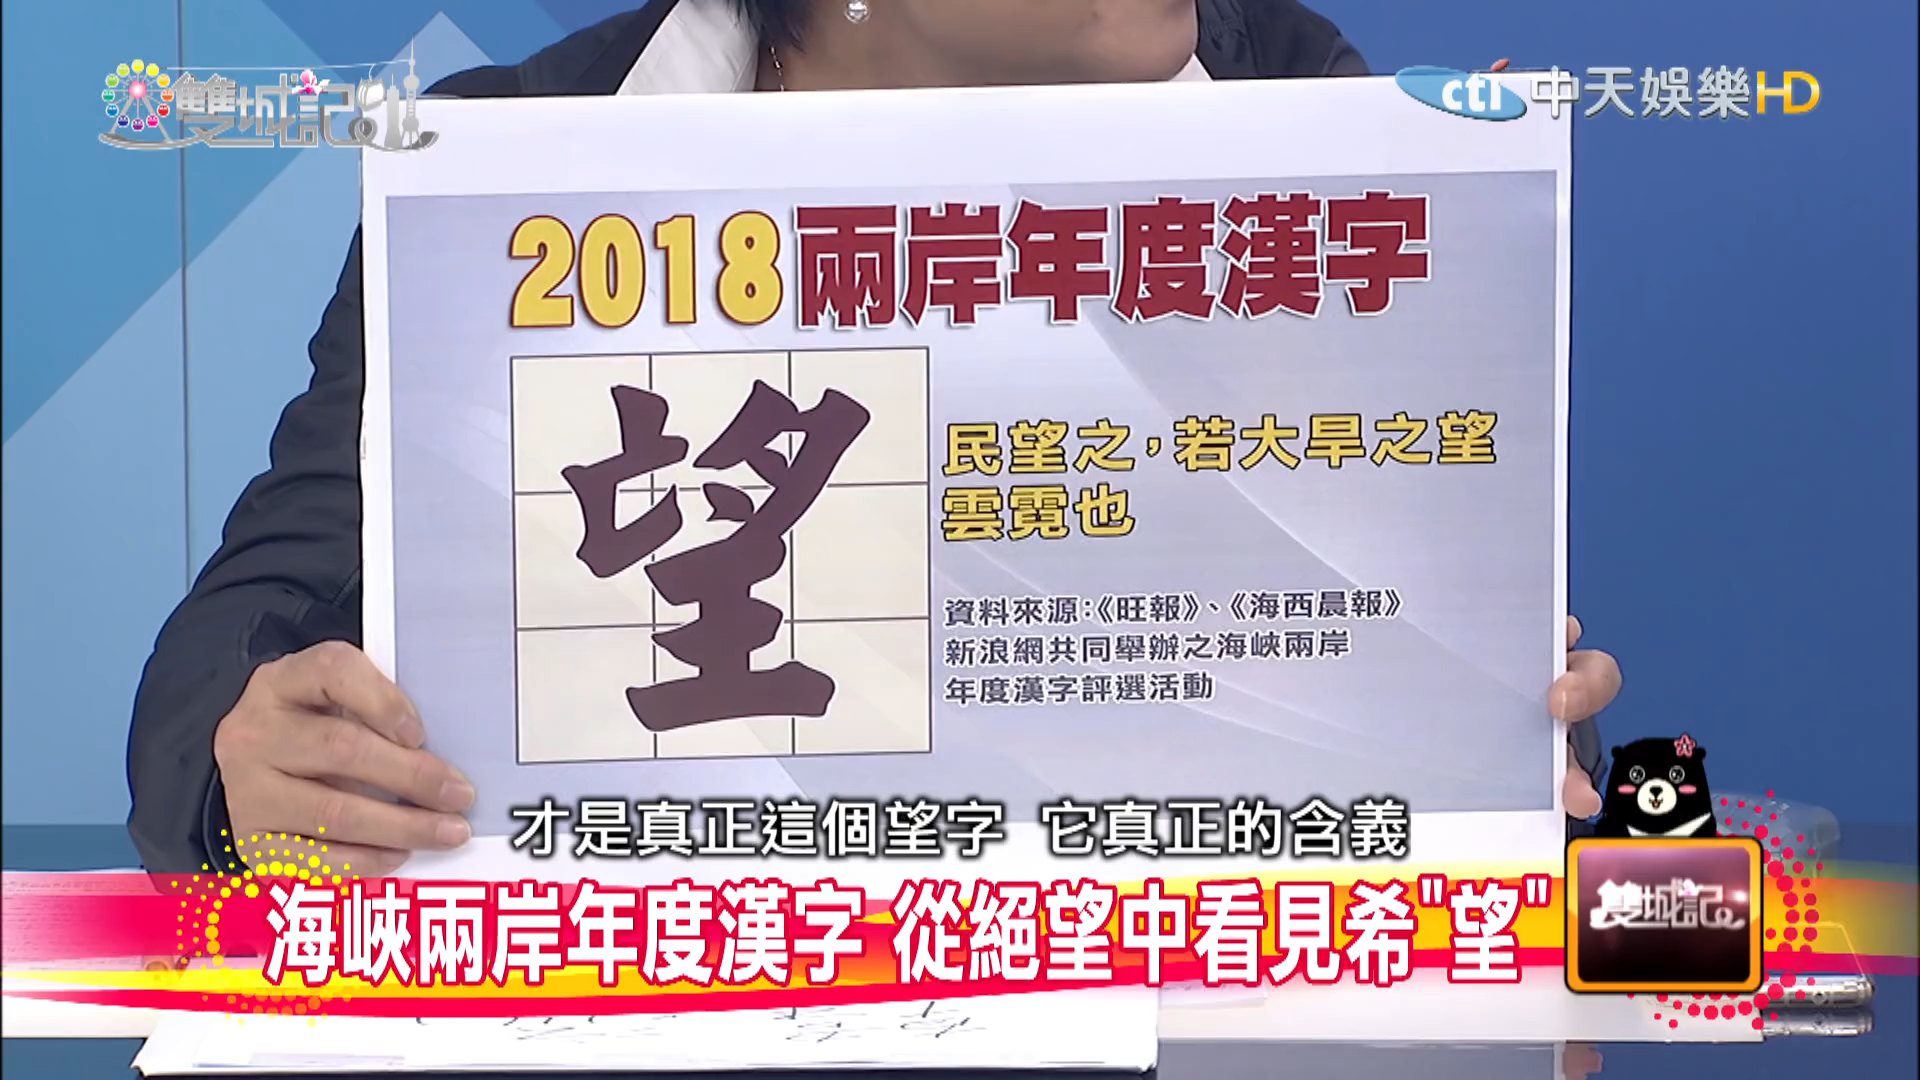 雙城記
cti 中天娛樂HD
2018兩岸年度漢字
望
民望之，若大旱之望
雲霓也
資料來源：《旺報》、《海西晨報》
新浪網共同舉辦之海峽兩岸
年度漢字評選活動
才是真正這個望字 它真正的含義
海峽兩岸年度漢字 從絕望中看見希"望"
雙城記